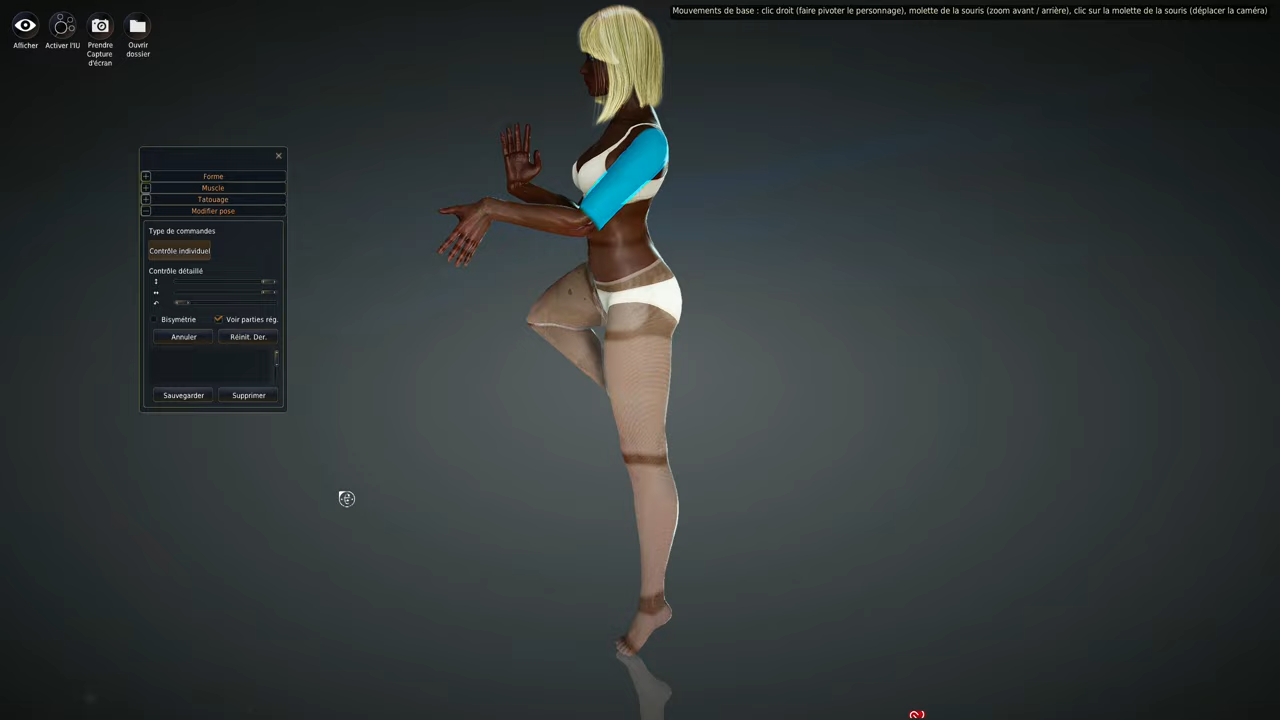 Mouvements de base : clic droit (faire pivoter le personnage), molette de la souris (zoom avant / arrière), clic sur la molette de la souris (déplacer la caméra)
Afficher
Activer l'IU
Prendre
Capture
d'écran
Ouvrir
dossier
Forme
Muscle
Tatouage
Modifier pose
Type de commandes
Contrôle individuel
Contrôle détaillé
Bisymétrie
Voir parties rég.
Annuler
Réinit. Der.
Sauvegarder
Supprimer